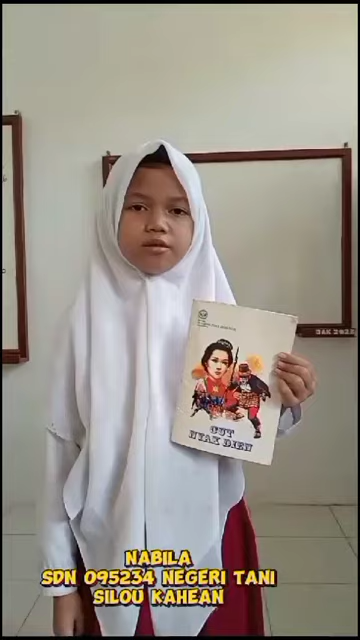 CUT
NYAK DIEN
NABILA
SDN 095234 NEGERI TANI
SILOU KAHEAN